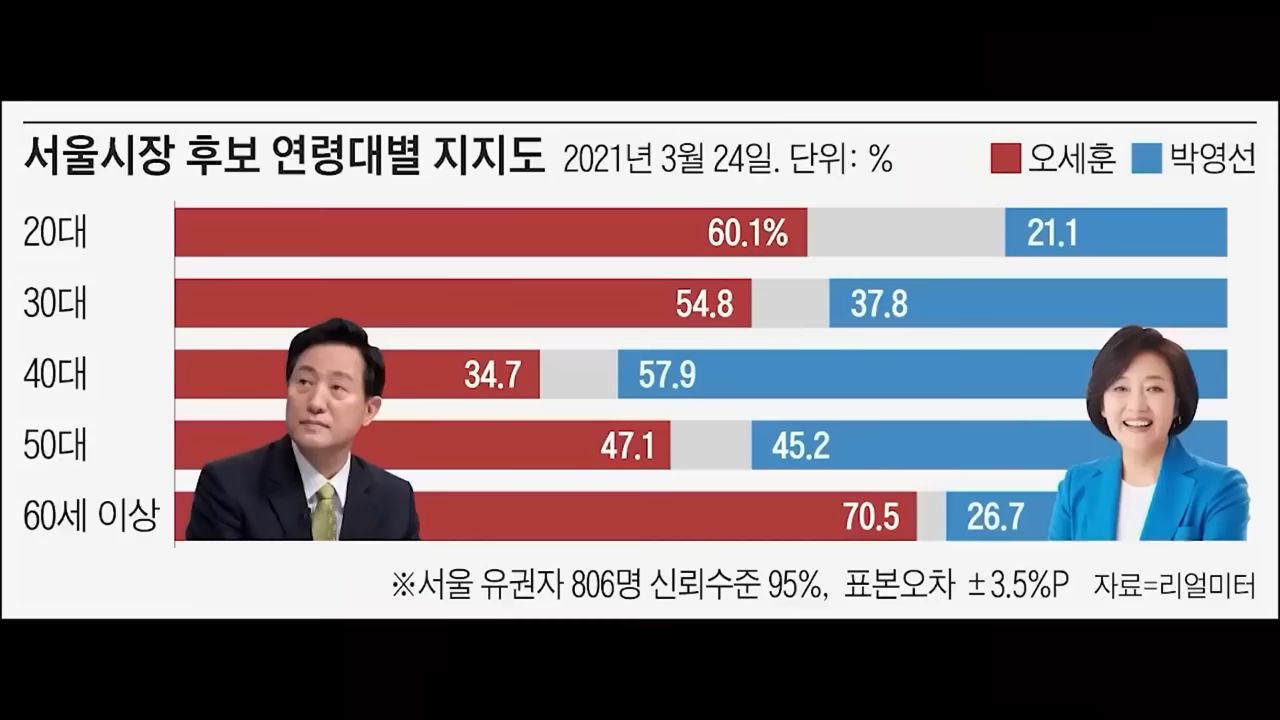 서울시장 후보 연령대별 지지도 2021년 3월 24일. 단위: % 오세훈 박영선
20대 60.1% 21.1
30대 54.8 37.8
40대 34.7 57.9
50대 47.1 45.2
60세 이상 70.5 26.7
※서울 유권자 806명 신뢰수준 95%, 표본오차 ±3.5%P 자료=리얼미터